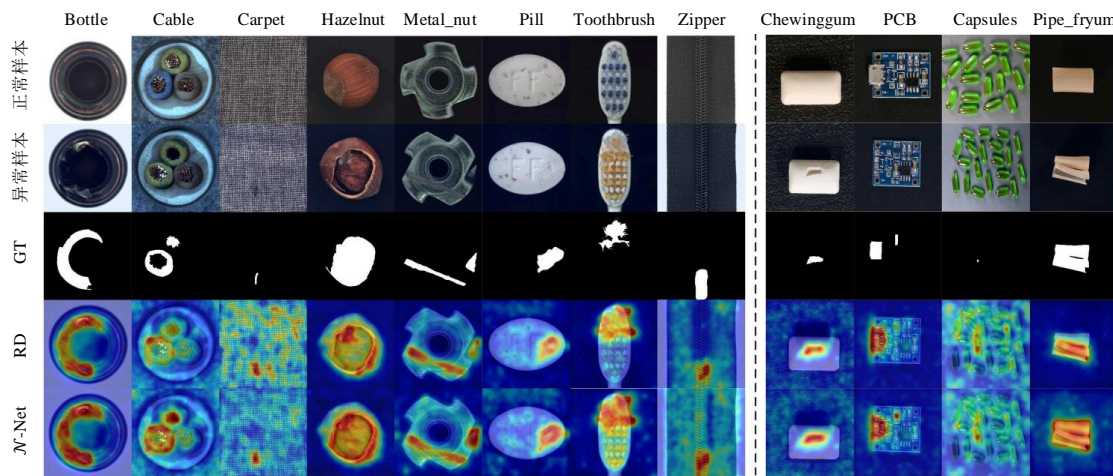 Bottle Cable Carpet Hazelnut Metal_nut Pill Toothbrush Zipper Chewinggum PCB Capsules Pipe_fryum
正常样本
异常样本
FF
GT
RD
N-Net